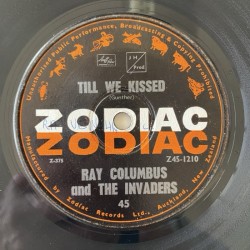 Unauthorised Public Performance, Broadcasting & Copying Prohibited
TILL WE KISSED
(Gunther)
ZODIAC
ZODIAC
Z-375
Z45-1210
RAY COLUMBUS
and THE INVADERS
45
Manufactured by Zodiac Records Ltd., Auckland, New Zealand